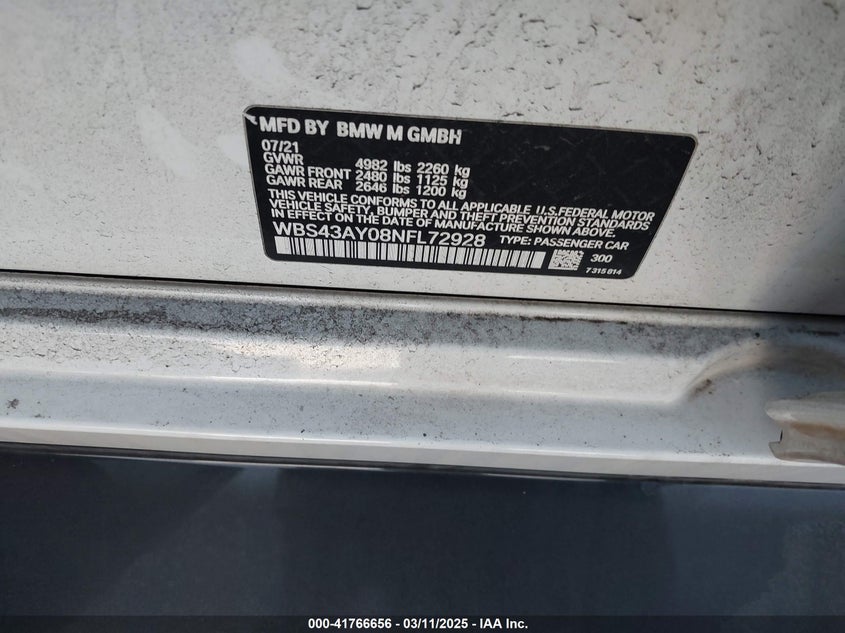 MFD BY BMW M GMBH
07/21
GVWR 4982 lbs 2260 kg
GAWR FRONT 2480 lbs 1125 kg
GAWR REAR 2646 lbs 1200 kg
THIS VEHICLE CONFORMS TO ALL APPLICABLE U.S.FEDERAL MOTOR
VEHICLE SAFETY, BUMPER AND THEFT PREVENTION STANDARDS
IN EFFECT ON THE DATE OF MANUFACTURE SHOWN ABOVE.
WBS43AY08NFL72928 TYPE: PASSENGER CAR
300
7 315 814
000-41766656 - 03/11/2025 - IAA Inc.